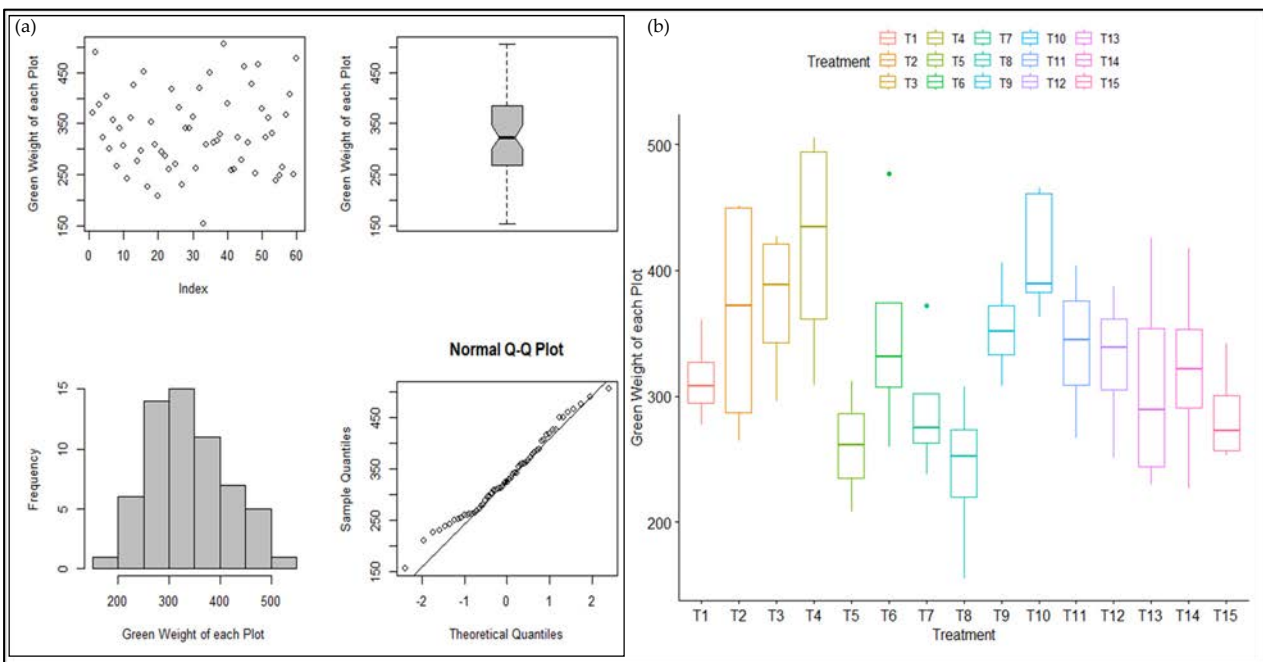 (a)
Green Weight of each Plot
450
350
250
150
0 10 20 30 40 50 60
Index
Green Weight of each Plot
450
350
250
150
Frequency
15
10
5
0
200 300 400 500
Green Weight of each Plot
Normal Q-Q Plot
Sample Quantiles
450
350
250
150
-2 -1 0 1 2
Theoretical Quantiles
(b)
Treatment
T1 T4 T7 T10 T13
T2 T5 T8 T11 T14
T3 T6 T9 T12 T15
Green Weight of each Plot
500
400
300
200
T1 T2 T3 T4 T5 T6 T7 T8 T9 T10 T11 T12 T13 T14 T15
Treatment